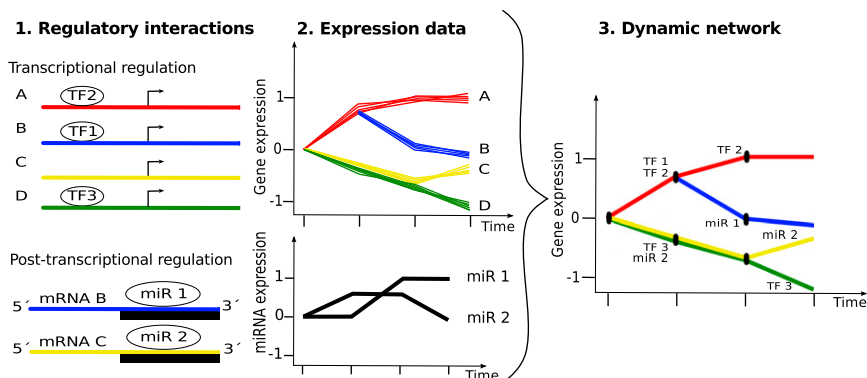 1. Regulatory interactions
Transcriptional regulation
A
TF2
B
TF1
C
D
TF3
Post-transcriptional regulation
5´ mRNA B miR 1 3´
5´ mRNA C miR 2 3´
2. Expression data
Gene expression
1
0
-1
A
B
C
D
Time
miRNA expression
1
0
-1
miR 1
miR 2
Time
3. Dynamic network
Gene expression
1
0
-1
TF 1
TF 2
TF 2
miR 1
miR 2
TF 3
miR 2
TF 3
Time